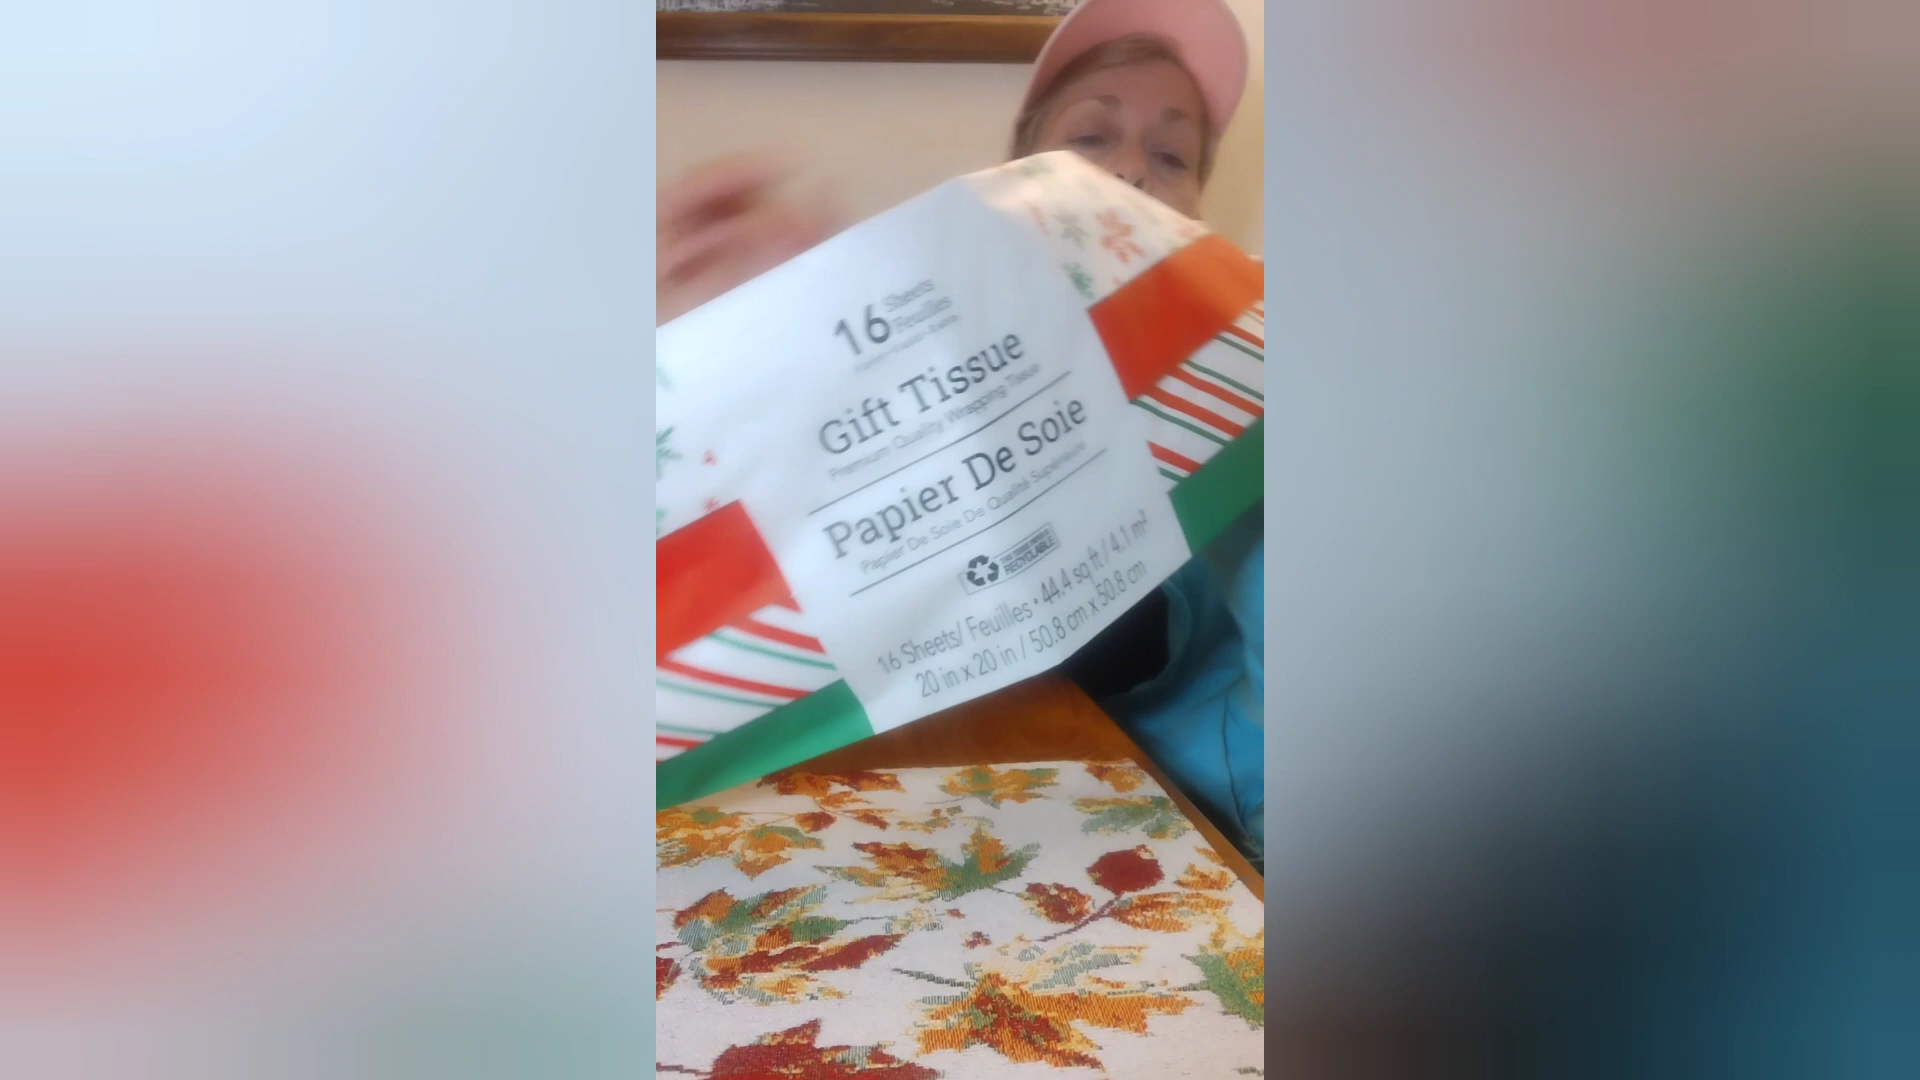 16 Sheets
Feuilles
Gift Tissue
Premium Quality Wrapping Tissue
Papier De Soie
Papier De Soie De Qualité Supérieure
RECYCLABLE
16 Sheets/ Feuilles • 44.4 sq ft / 4.1 m²
20 in x 20 in / 50.8 cm x 50.8 cm